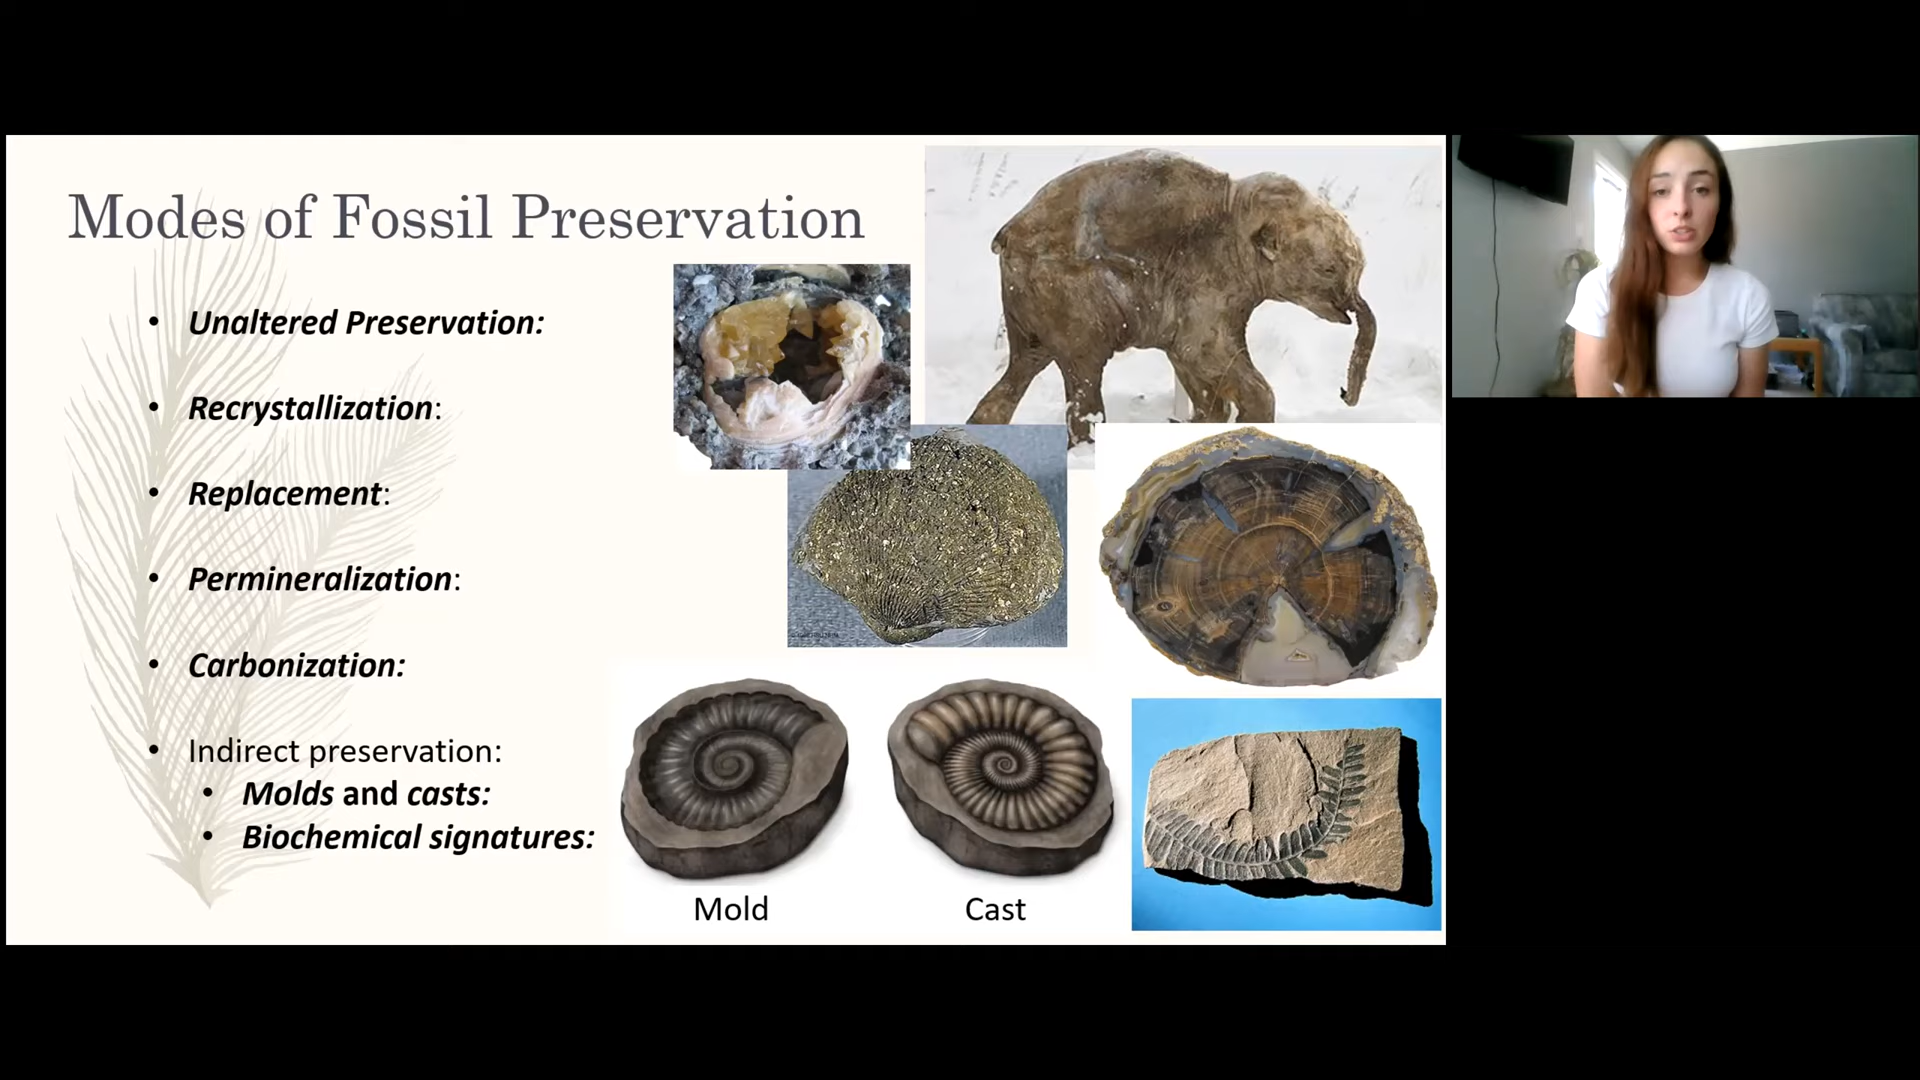 Modes of Fossil Preservation
• Unaltered Preservation:
• Recrystallization:
• Replacement:
• Permineralization:
• Carbonization:
• Indirect preservation:
• Molds and casts:
• Biochemical signatures:
Mold
Cast